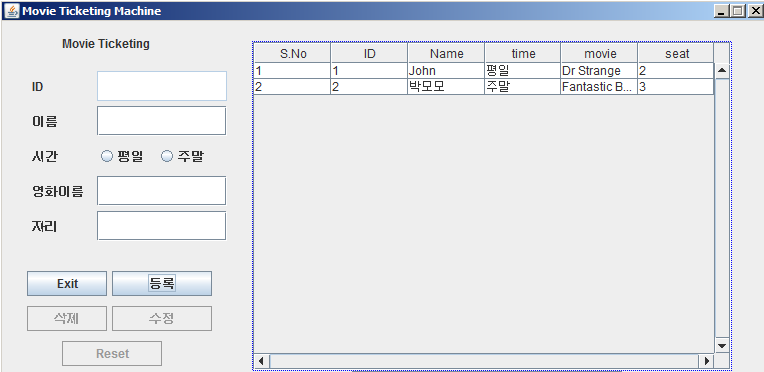 Movie Ticketing Machine
Movie Ticketing
ID
이름
시간 평일 주말
영화이름
자리
Exit 등록
삭제 수정
Reset
S.No ID Name time movie seat
1 1 John 평일 Dr Strange 2
2 2 박모모 주말 Fantastic B... 3